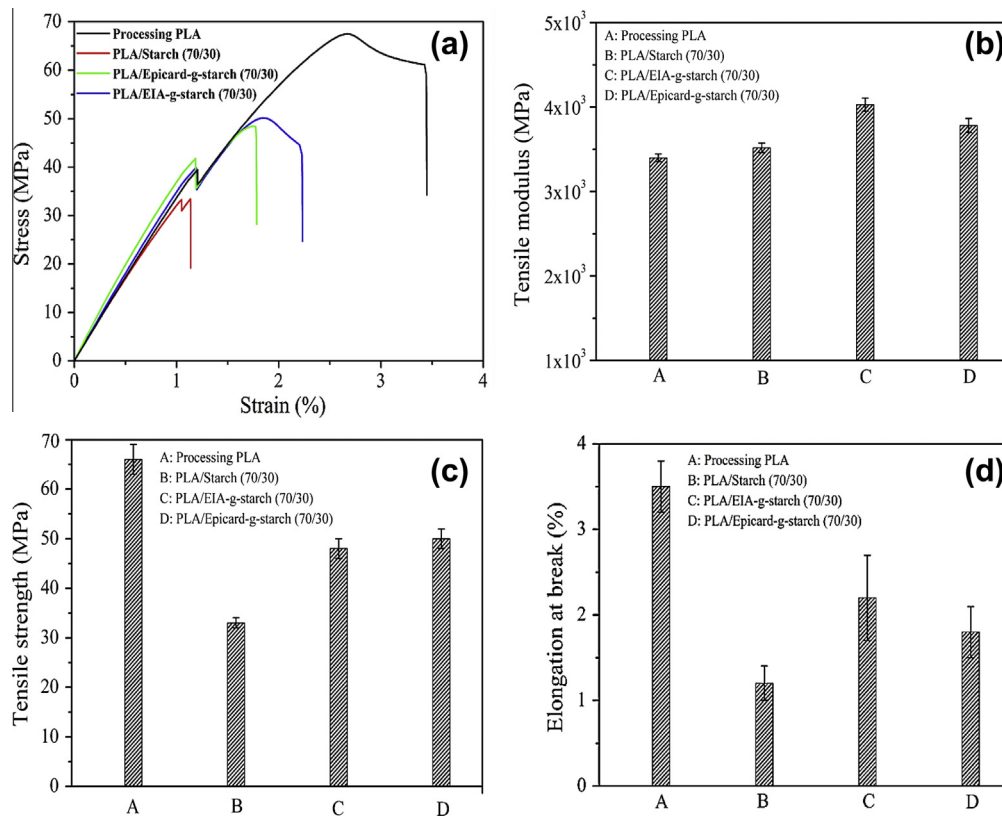 (a)
Processing PLA
PLA/Starch (70/30)
PLA/Epicard-g-starch (70/30)
PLA/EIA-g-starch (70/30)
70
60
50
40
30
20
10
0
Stress (MPa)
0 1 2 3 4
Strain (%)
(b)
A: Processing PLA
B: PLA/Starch (70/30)
C: PLA/EIA-g-starch (70/30)
D: PLA/Epicard-g-starch (70/30)
5x10³
4x10³
3x10³
2x10³
1x10³
Tensile modulus (MPa)
A B C D
(c)
A: Processing PLA
B: PLA/Starch (70/30)
C: PLA/EIA-g-starch (70/30)
D: PLA/Epicard-g-starch (70/30)
70
60
50
40
30
20
10
0
Tensile strength (MPa)
A B C D
(d)
A: Processing PLA
B: PLA/Starch (70/30)
C: PLA/EIA-g-starch (70/30)
D: PLA/Epicard-g-starch (70/30)
4
3
2
1
0
Elongation at break (%)
A B C D